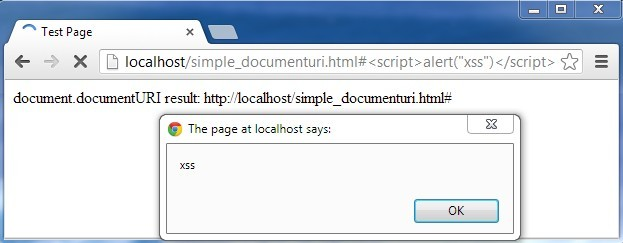 Test Page
localhost/simple_documenturi.html#<script>alert("xss")</script>
document.documentURI result: http://localhost/simple_documenturi.html#
The page at localhost says:
xss
OK